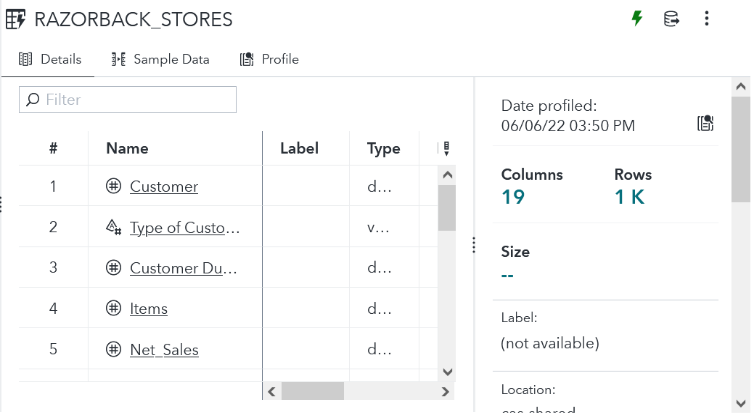 RAZORBACK_STORES
Details Sample Data Profile
Filter
# Name Label Type
1 Customer d...
2 Type of Custo... v...
3 Customer Du... d...
4 Items d...
5 Net_Sales d...
Date profiled:
06/06/22 03:50 PM
Columns Rows
19 1 K
Size
--
Label:
(not available)
Location:
cas-shared